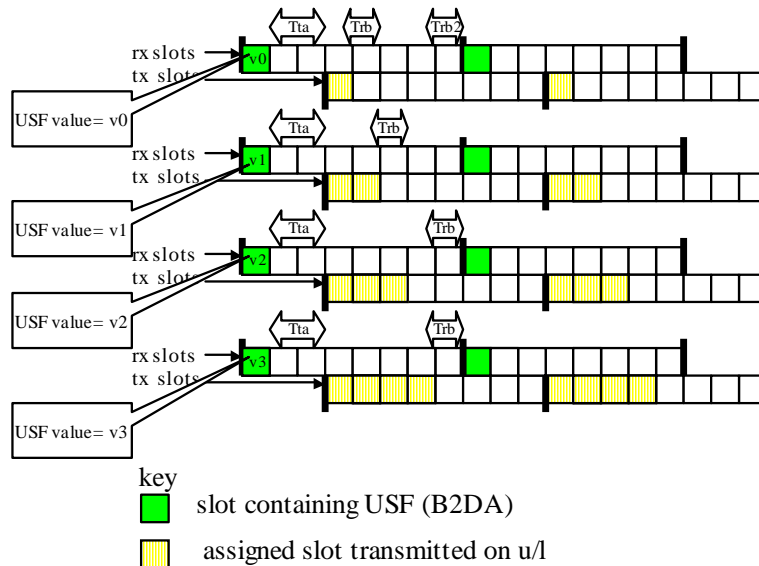 Tta Trb Trb2
rx slots v0
tx slots
USF value= v0
Tta Trb
rx slots v1
tx slots
USF value= v1
Tta Trb
rx slots v2
tx slots
USF value= v2
Tta Trb
rx slots v3
tx slots
USF value= v3
key
slot containing USF (B2DA)
assigned slot transmitted on u/l